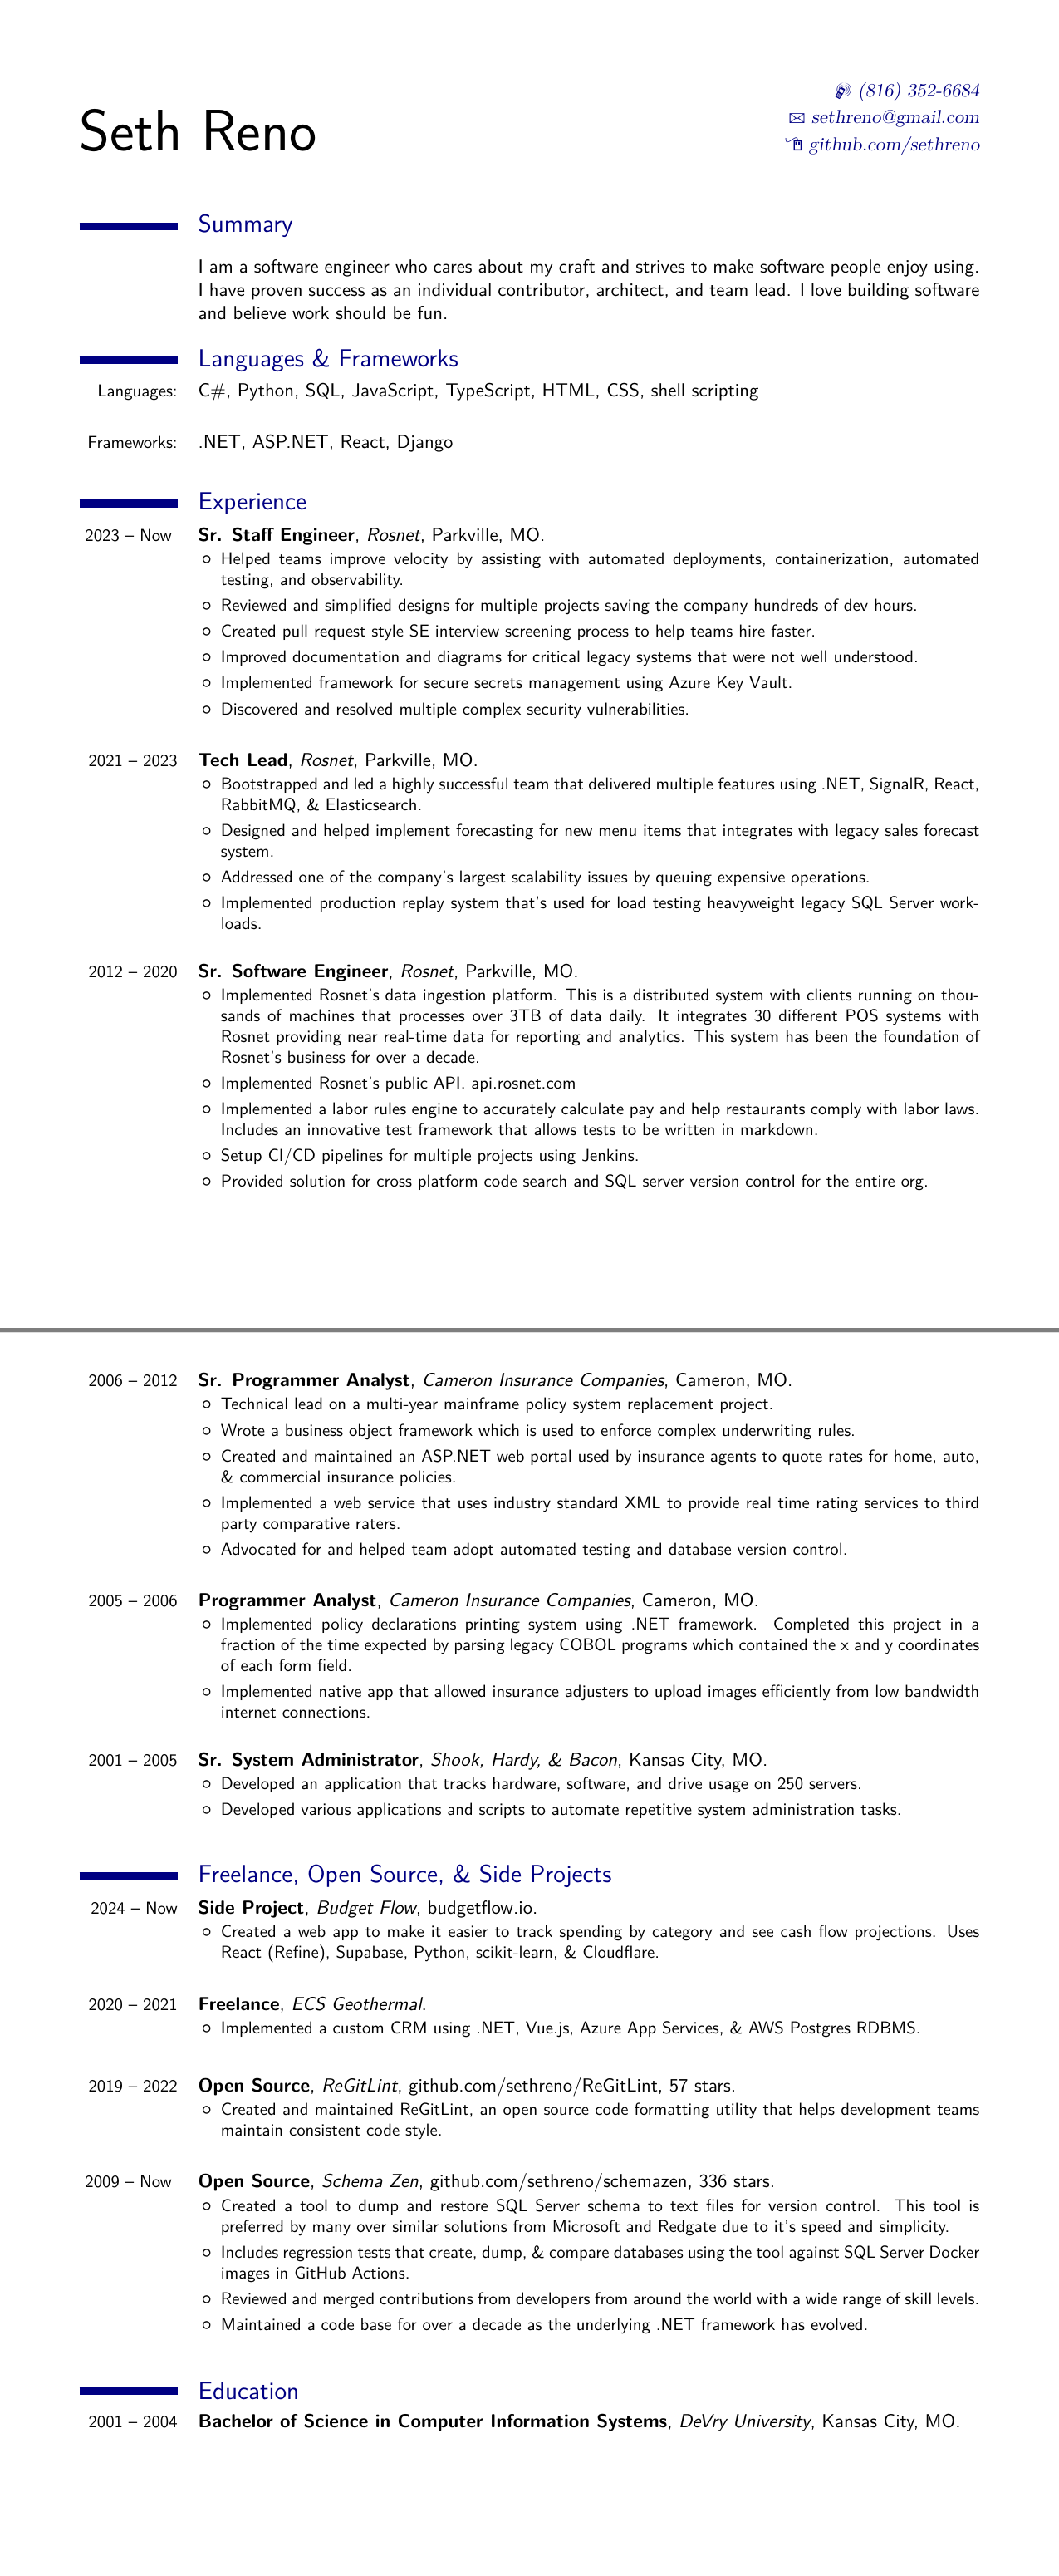 Seth Reno
(816) 352-6684
sethreno@gmail.com
github.com/sethreno
Summary
I am a software engineer who cares about my craft and strives to make software people enjoy using.
I have proven success as an individual contributor, architect, and team lead. I love building software
and believe work should be fun.
Languages & Frameworks
Languages: C#, Python, SQL, JavaScript, TypeScript, HTML, CSS, shell scripting
Frameworks: .NET, ASP.NET, React, Django
Experience
2023 – Now Sr. Staff Engineer, Rosnet, Parkville, MO.
◦ Helped teams improve velocity by assisting with automated deployments, containerization, automated
testing, and observability.
◦ Reviewed and simplified designs for multiple projects saving the company hundreds of dev hours.
◦ Created pull request style SE interview screening process to help teams hire faster.
◦ Improved documentation and diagrams for critical legacy systems that were not well understood.
◦ Implemented framework for secure secrets management using Azure Key Vault.
◦ Discovered and resolved multiple complex security vulnerabilities.
2021 – 2023 Tech Lead, Rosnet, Parkville, MO.
◦ Bootstrapped and led a highly successful team that delivered multiple features using .NET, SignalR, React,
RabbitMQ, & Elasticsearch.
◦ Designed and helped implement forecasting for new menu items that integrates with legacy sales forecast
system.
◦ Addressed one of the company's largest scalability issues by queuing expensive operations.
◦ Implemented production replay system that's used for load testing heavyweight legacy SQL Server work-
loads.
2012 – 2020 Sr. Software Engineer, Rosnet, Parkville, MO.
◦ Implemented Rosnet's data ingestion platform. This is a distributed system with clients running on thou-
sands of machines that processes over 3TB of data daily. It integrates 30 different POS systems with
Rosnet providing near real-time data for reporting and analytics. This system has been the foundation of
Rosnet's business for over a decade.
◦ Implemented Rosnet's public API. api.rosnet.com
◦ Implemented a labor rules engine to accurately calculate pay and help restaurants comply with labor laws.
Includes an innovative test framework that allows tests to be written in markdown.
◦ Setup CI/CD pipelines for multiple projects using Jenkins.
◦ Provided solution for cross platform code search and SQL server version control for the entire org.
2006 – 2012 Sr. Programmer Analyst, Cameron Insurance Companies, Cameron, MO.
◦ Technical lead on a multi-year mainframe policy system replacement project.
◦ Wrote a business object framework which is used to enforce complex underwriting rules.
◦ Created and maintained an ASP.NET web portal used by insurance agents to quote rates for home, auto,
& commercial insurance policies.
◦ Implemented a web service that uses industry standard XML to provide real time rating services to third
party comparative raters.
◦ Advocated for and helped team adopt automated testing and database version control.
2005 – 2006 Programmer Analyst, Cameron Insurance Companies, Cameron, MO.
◦ Implemented policy declarations printing system using .NET framework. Completed this project in a
fraction of the time expected by parsing legacy COBOL programs which contained the x and y coordinates
of each form field.
◦ Implemented native app that allowed insurance adjusters to upload images efficiently from low bandwidth
internet connections.
2001 – 2005 Sr. System Administrator, Shook, Hardy, & Bacon, Kansas City, MO.
◦ Developed an application that tracks hardware, software, and drive usage on 250 servers.
◦ Developed various applications and scripts to automate repetitive system administration tasks.
Freelance, Open Source, & Side Projects
2024 – Now Side Project, Budget Flow, budgetflow.io.
◦ Created a web app to make it easier to track spending by category and see cash flow projections. Uses
React (Refine), Supabase, Python, scikit-learn, & Cloudflare.
2020 – 2021 Freelance, ECS Geothermal.
◦ Implemented a custom CRM using .NET, Vue.js, Azure App Services, & AWS Postgres RDBMS.
2019 – 2022 Open Source, ReGitLint, github.com/sethreno/ReGitLint, 57 stars.
◦ Created and maintained ReGitLint, an open source code formatting utility that helps development teams
maintain consistent code style.
2009 – Now Open Source, Schema Zen, github.com/sethreno/schemazen, 336 stars.
◦ Created a tool to dump and restore SQL Server schema to text files for version control. This tool is
preferred by many over similar solutions from Microsoft and Redgate due to it's speed and simplicity.
◦ Includes regression tests that create, dump, & compare databases using the tool against SQL Server Docker
images in GitHub Actions.
◦ Reviewed and merged contributions from developers from around the world with a wide range of skill levels.
◦ Maintained a code base for over a decade as the underlying .NET framework has evolved.
Education
2001 – 2004 Bachelor of Science in Computer Information Systems, DeVry University, Kansas City, MO.